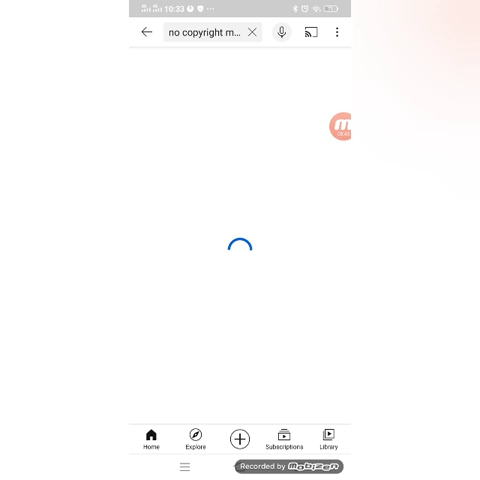 10:33
no copyright m...
Home
Explore
Subscriptions
Library
Recorded by mobizen